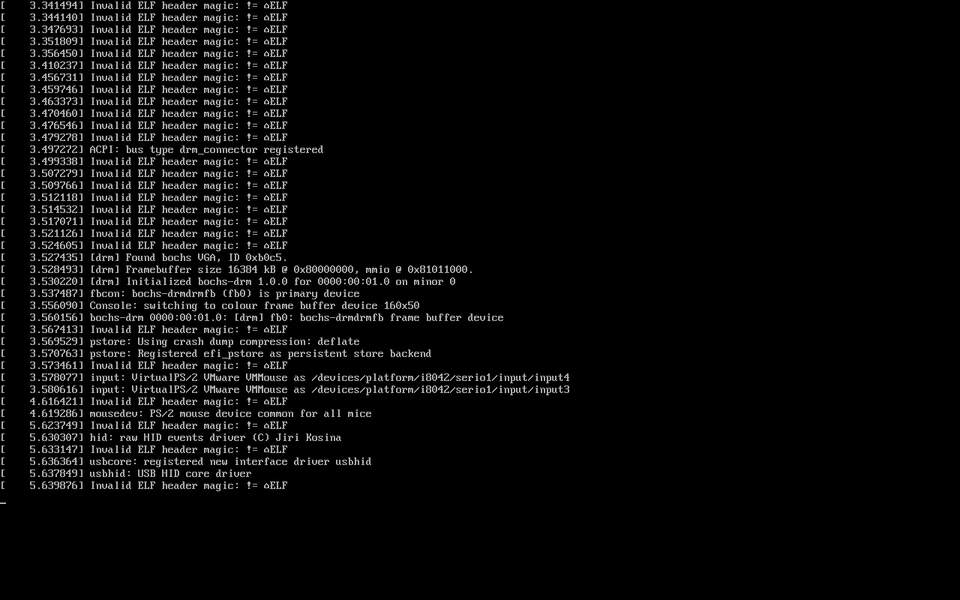 [    3.341494] Invalid ELF header magic: != ⌂ELF
[    3.344140] Invalid ELF header magic: != ⌂ELF
[    3.347693] Invalid ELF header magic: != ⌂ELF
[    3.351809] Invalid ELF header magic: != ⌂ELF
[    3.356450] Invalid ELF header magic: != ⌂ELF
[    3.410237] Invalid ELF header magic: != ⌂ELF
[    3.456731] Invalid ELF header magic: != ⌂ELF
[    3.459746] Invalid ELF header magic: != ⌂ELF
[    3.463373] Invalid ELF header magic: != ⌂ELF
[    3.470460] Invalid ELF header magic: != ⌂ELF
[    3.476546] Invalid ELF header magic: != ⌂ELF
[    3.479278] Invalid ELF header magic: != ⌂ELF
[    3.497272] ACPI: bus type drm_connector registered
[    3.499338] Invalid ELF header magic: != ⌂ELF
[    3.507279] Invalid ELF header magic: != ⌂ELF
[    3.509766] Invalid ELF header magic: != ⌂ELF
[    3.512118] Invalid ELF header magic: != ⌂ELF
[    3.514532] Invalid ELF header magic: != ⌂ELF
[    3.517071] Invalid ELF header magic: != ⌂ELF
[    3.521126] Invalid ELF header magic: != ⌂ELF
[    3.524605] Invalid ELF header magic: != ⌂ELF
[    3.527435] [drm] Found bochs VGA, ID 0xb0c5.
[    3.528493] [drm] Framebuffer size 16384 kB @ 0x80000000, mmio @ 0x81011000.
[    3.530220] [drm] Initialized bochs-drm 1.0.0 for 0000:00:01.0 on minor 0
[    3.537487] fbcon: bochs-drmdrmfb (fb0) is primary device
[    3.556090] Console: switching to colour frame buffer device 160x50
[    3.560156] bochs-drm 0000:00:01.0: [drm] fb0: bochs-drmdrmfb frame buffer device
[    3.567413] Invalid ELF header magic: != ⌂ELF
[    3.569529] pstore: Using crash dump compression: deflate
[    3.570763] pstore: Registered efi_pstore as persistent store backend
[    3.573461] Invalid ELF header magic: != ⌂ELF
[    3.578077] input: VirtualPS/2 VMware VMMouse as /devices/platform/i8042/serio1/input/input4
[    3.580616] input: VirtualPS/2 VMware VMMouse as /devices/platform/i8042/serio1/input/input3
[    4.616421] Invalid ELF header magic: != ⌂ELF
[    4.619286] mousedev: PS/2 mouse device common for all mice
[    5.623749] Invalid ELF header magic: != ⌂ELF
[    5.630307] hid: raw HID events driver (C) Jiri Kosina
[    5.633147] Invalid ELF header magic: != ⌂ELF
[    5.636364] usbcore: registered new interface driver usbhid
[    5.637849] usbhid: USB HID core driver
[    5.639876] Invalid ELF header magic: != ⌂ELF